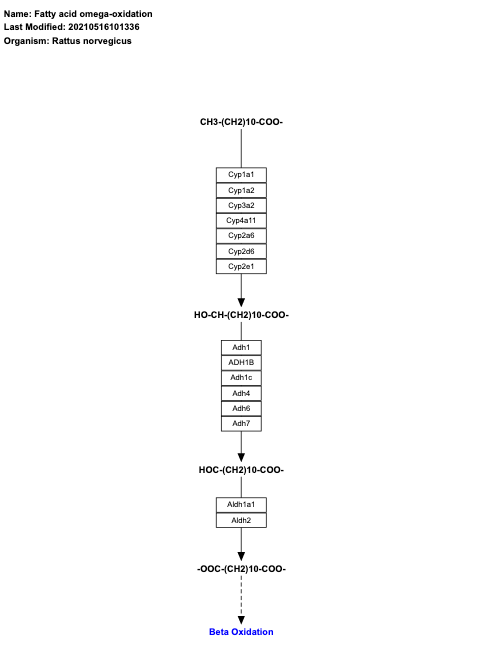 Name: Fatty acid omega-oxidation
Last Modified: 20210516101336
Organism: Rattus norvegicus
CH3-(CH2)10-COO-
Cyp1a1
Cyp1a2
Cyp3a2
Cyp4a11
Cyp2a6
Cyp2d6
Cyp2e1
HO-CH-(CH2)10-COO-
Adh1
ADH1B
Adh1c
Adh4
Adh6
Adh7
HOC-(CH2)10-COO-
Aldh1a1
Aldh2
-OOC-(CH2)10-COO-
Beta Oxidation